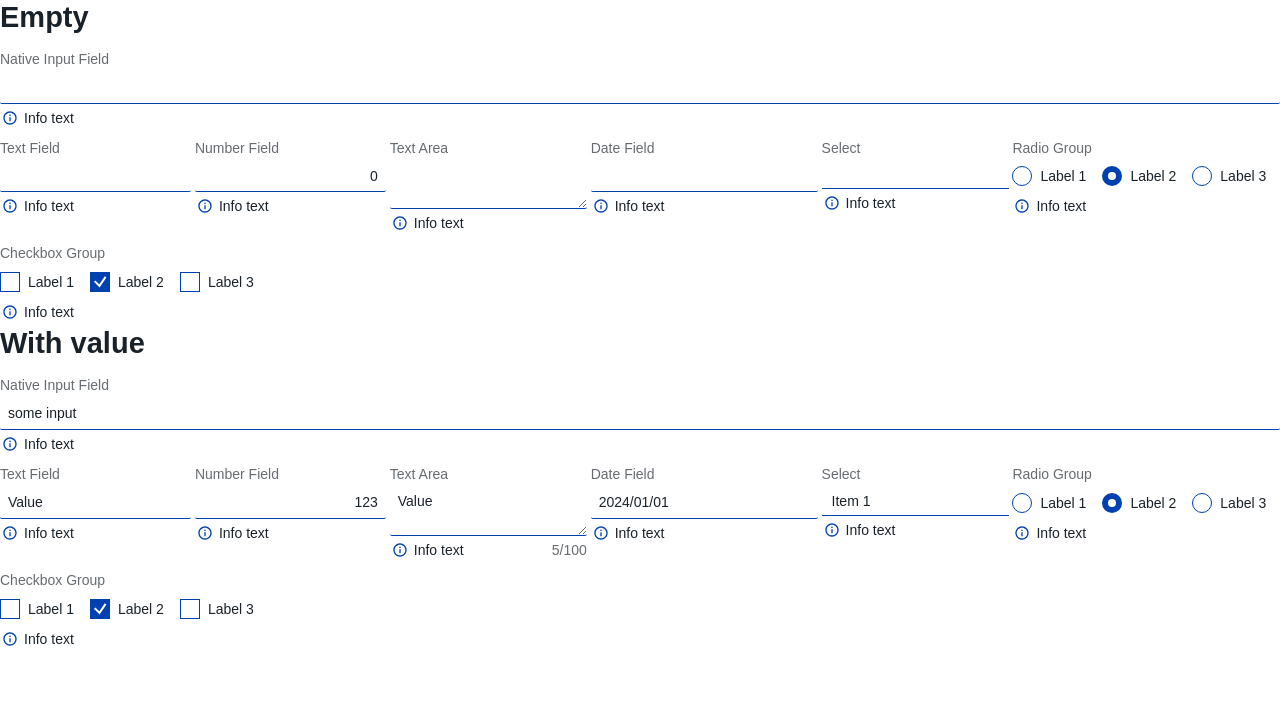 Empty
Native Input Field
Info text
Text Field Number Field Text Area Date Field Select Radio Group
0 Label 1 Label 2 Label 3
Info text Info text Info text Info text Info text Info text
Checkbox Group
Label 1 Label 2 Label 3
Info text
With value
Native Input Field
some input
Info text
Text Field Number Field Text Area Date Field Select Radio Group
Value 123 Value 2024/01/01 Item 1 Label 1 Label 2 Label 3
Info text Info text Info text 5/100 Info text Info text Info text
Checkbox Group
Label 1 Label 2 Label 3
Info text